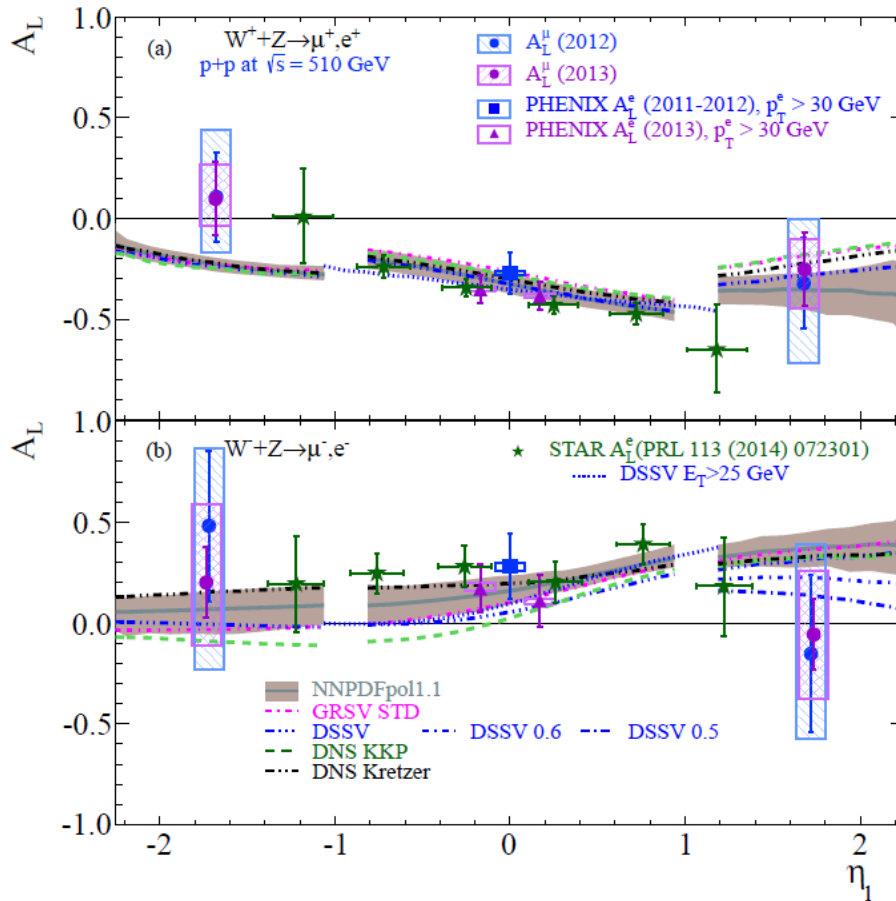 A_L
1.0
0.5
0.0
-0.5
(a)
W⁺+Z→μ⁺,e⁺
p+p at √s = 510 GeV
A_L^μ (2012)
A_L^μ (2013)
PHENIX A_L^e (2011-2012), p_T^e > 30 GeV
PHENIX A_L^e (2013), p_T^e > 30 GeV
A_L
1.0
0.5
0.0
-0.5
-1.0
(b)
W⁻+Z→μ⁻,e⁻
STAR A_L^e(PRL 113 (2014) 072301)
DSSV E_T>25 GeV
NNPDFpol1.1
GRSV STD
DSSV DSSV 0.6 DSSV 0.5
DNS KKP
DNS Kretzer
-2 -1 0 1 2
η_l